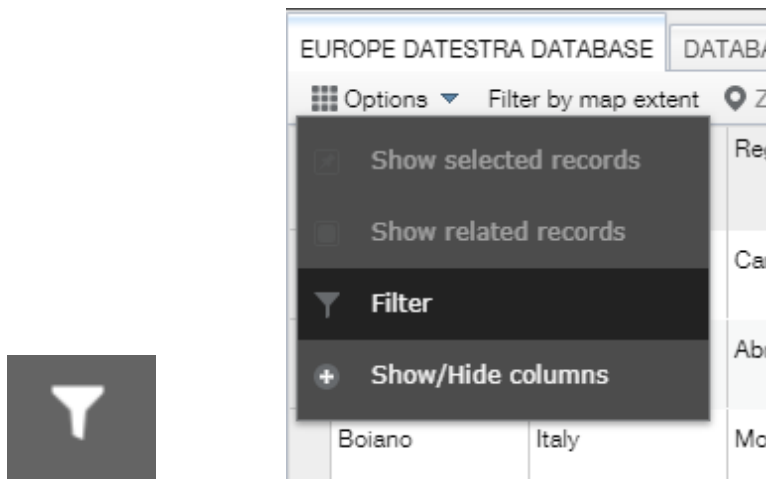 EUROPE DATESTRA DATABASE
Options Filter by map extent
Show selected records
Show related records
Filter
Show/Hide columns
Boiano Italy